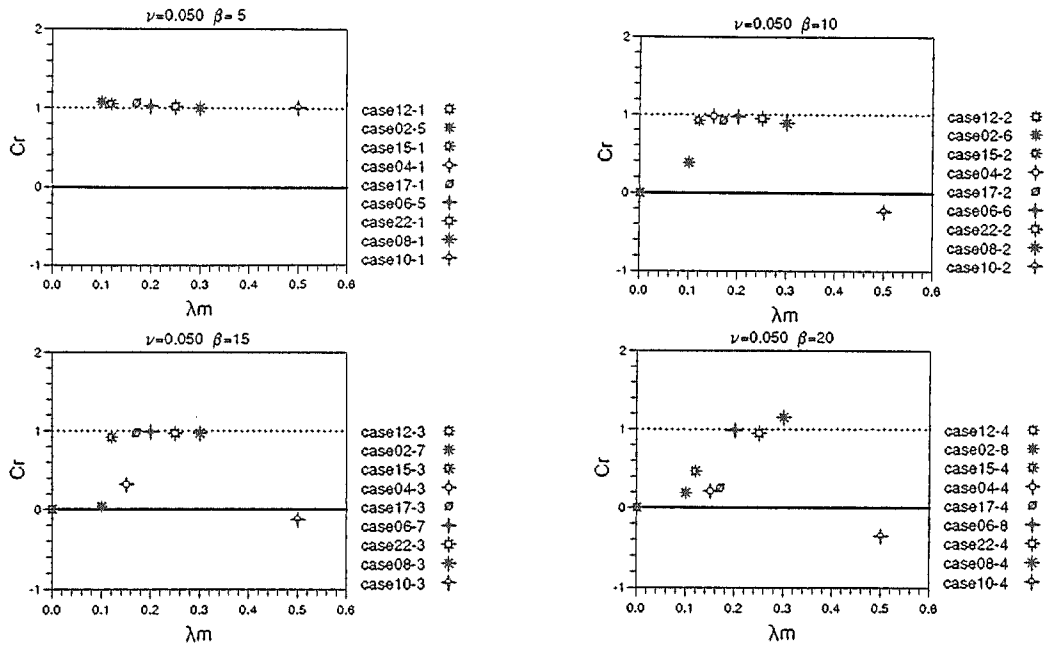 ν=0.050 β= 5
2
1
0
-1
Cr
0.0 0.1 0.2 0.3 0.4 0.5 0.6
λm
case12-1
case02-5
case15-1
case04-1
case17-1
case06-5
case22-1
case08-1
case10-1
ν=0.050 β=10
2
1
0
-1
Cr
0.0 0.1 0.2 0.3 0.4 0.5 0.6
λm
case12-2
case02-6
case15-2
case04-2
case17-2
case06-6
case22-2
case08-2
case10-2
ν=0.050 β=15
2
1
0
-1
Cr
0.0 0.1 0.2 0.3 0.4 0.5 0.6
λm
case12-3
case02-7
case15-3
case04-3
case17-3
case06-7
case22-3
case08-3
case10-3
ν=0.050 β=20
2
1
0
-1
Cr
0.0 0.1 0.2 0.3 0.4 0.5 0.6
λm
case12-4
case02-8
case15-4
case04-4
case17-4
case06-8
case22-4
case08-4
case10-4